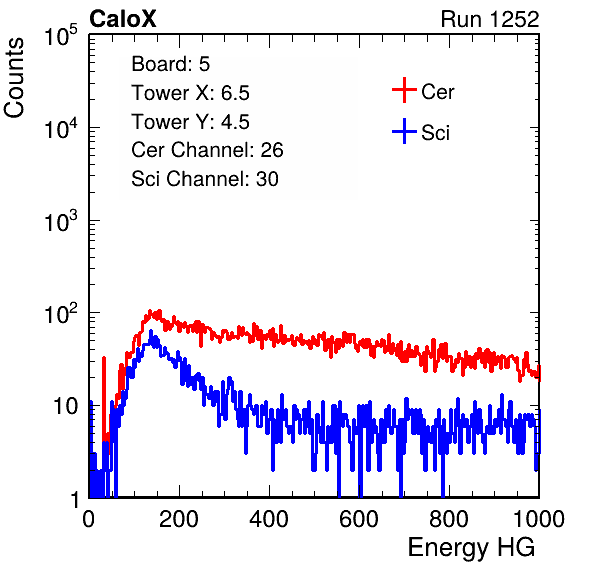 CaloX Run 1252
Counts
10^5
10^4
10^3
10^2
10
1
Board: 5
Tower X: 6.5
Tower Y: 4.5
Cer Channel: 26
Sci Channel: 30
Cer
Sci
0 200 400 600 800 1000
Energy HG